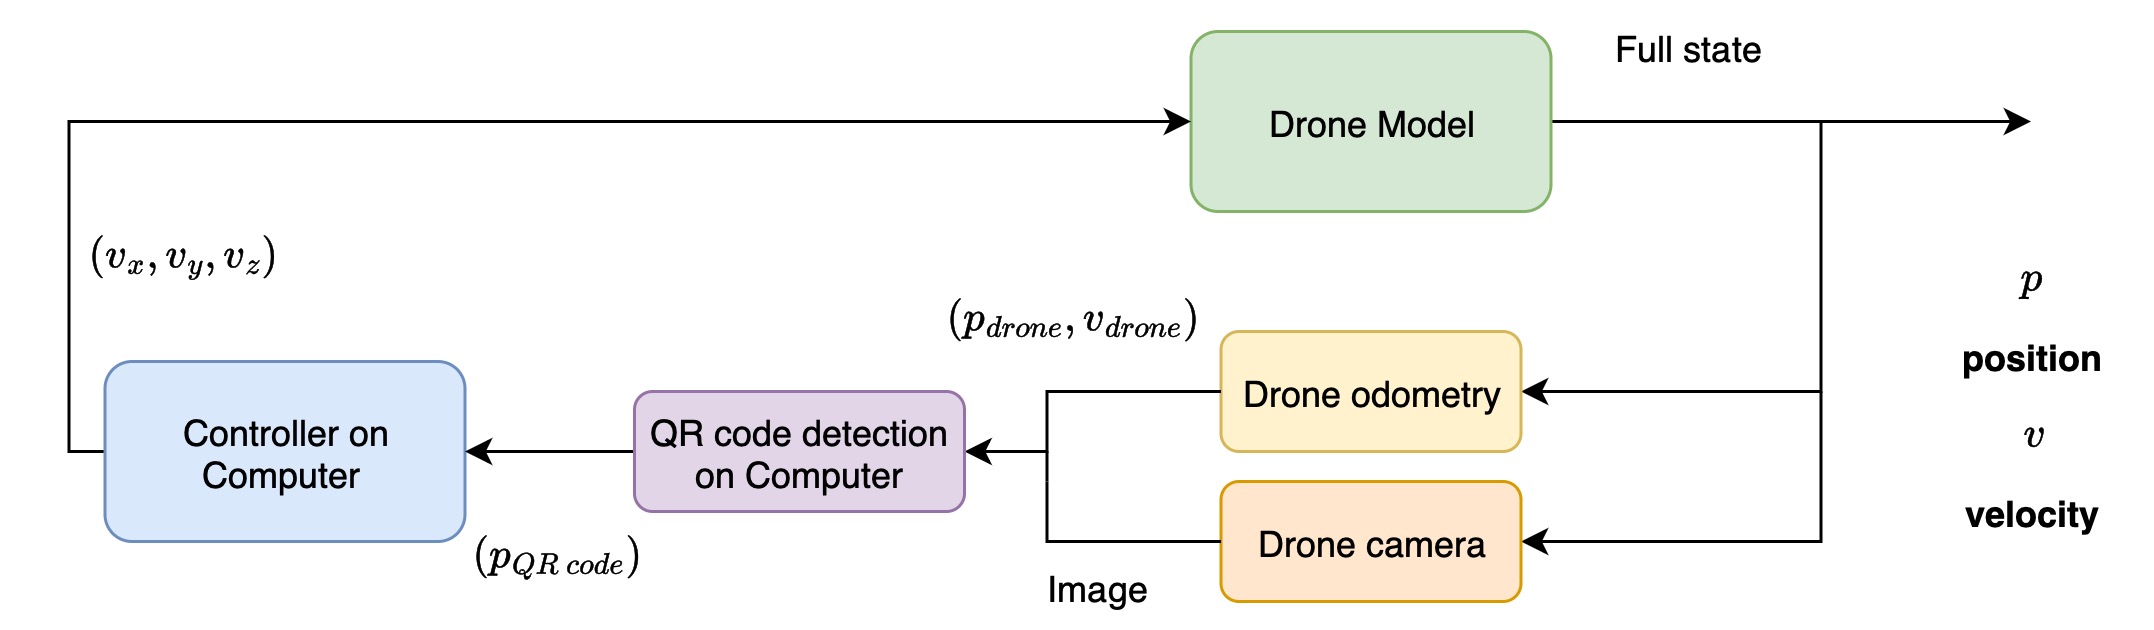 Full state
Drone Model
(v_x, v_y, v_z)
p
(p_{drone}, v_{drone})
position
Drone odometry
Controller on
Computer
QR code detection
on Computer
v
velocity
Drone camera
(p_{QR code})
Image